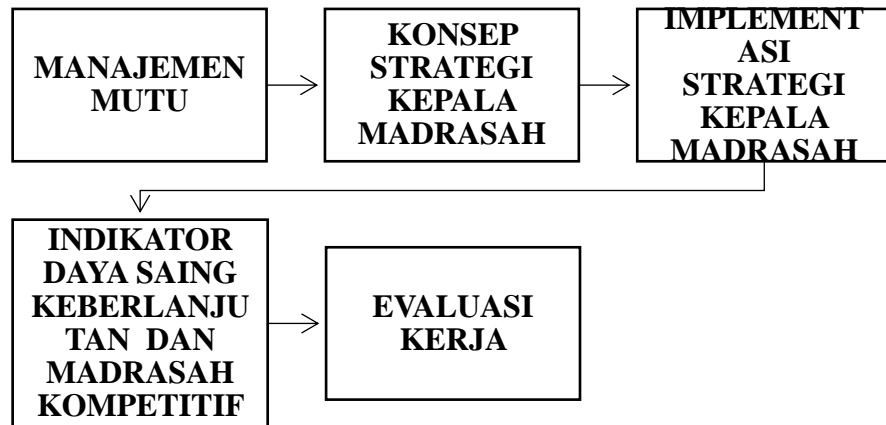 MANAJEMEN
MUTU
KONSEP
STRATEGI
KEPALA
MADRASAH
IMPLEMENT
ASI
STRATEGI
KEPALA
MADRASAH
INDIKATOR
DAYA SAING
KEBERLANJU
TAN DAN
MADRASAH
KOMPETITIF
EVALUASI
KERJA